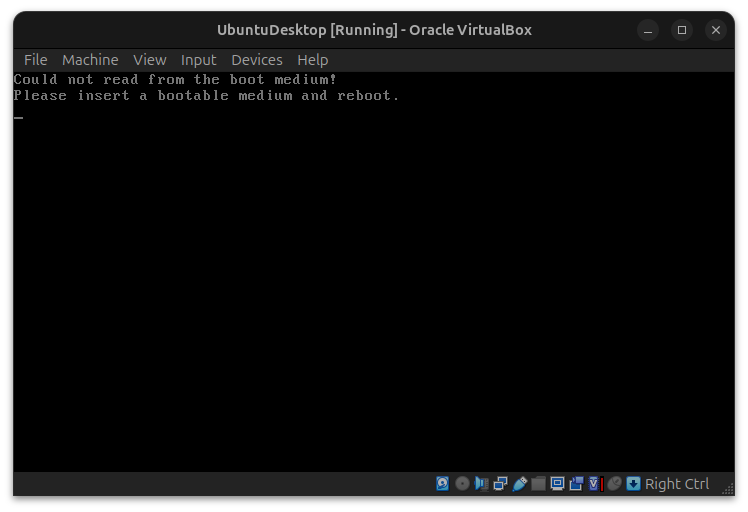 UbuntuDesktop [Running] - Oracle VirtualBox
File Machine View Input Devices Help
Could not read from the boot medium!
Please insert a bootable medium and reboot.
Right Ctrl